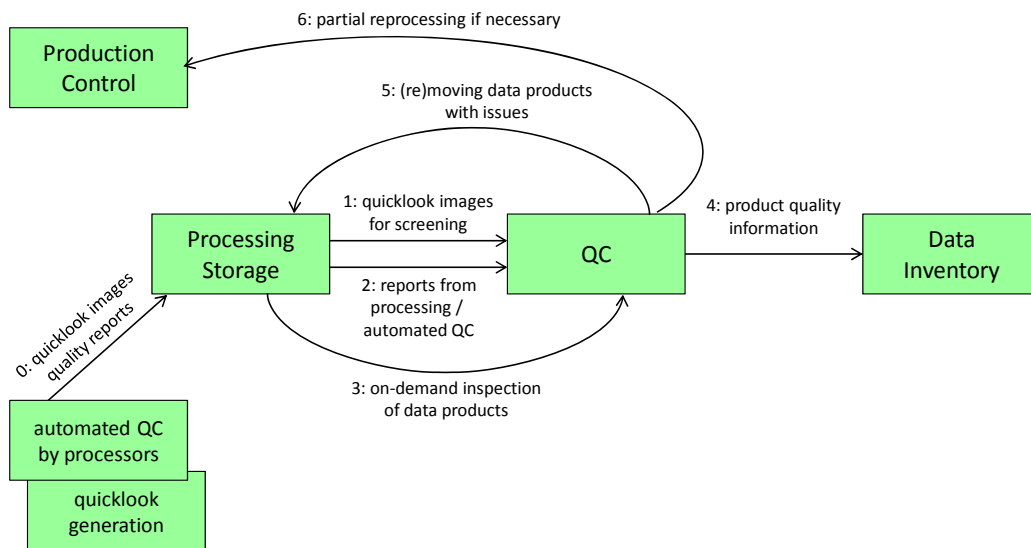 6: partial reprocessing if necessary
Production
Control
5: (re)moving data products
with issues
1: quicklook images
for screening
4: product quality
information
Processing
Storage
QC
Data
Inventory
2: reports from
processing /
automated QC
0: quicklook images
quality reports
3: on-demand inspection
of data products
automated QC
by processors
quicklook
generation